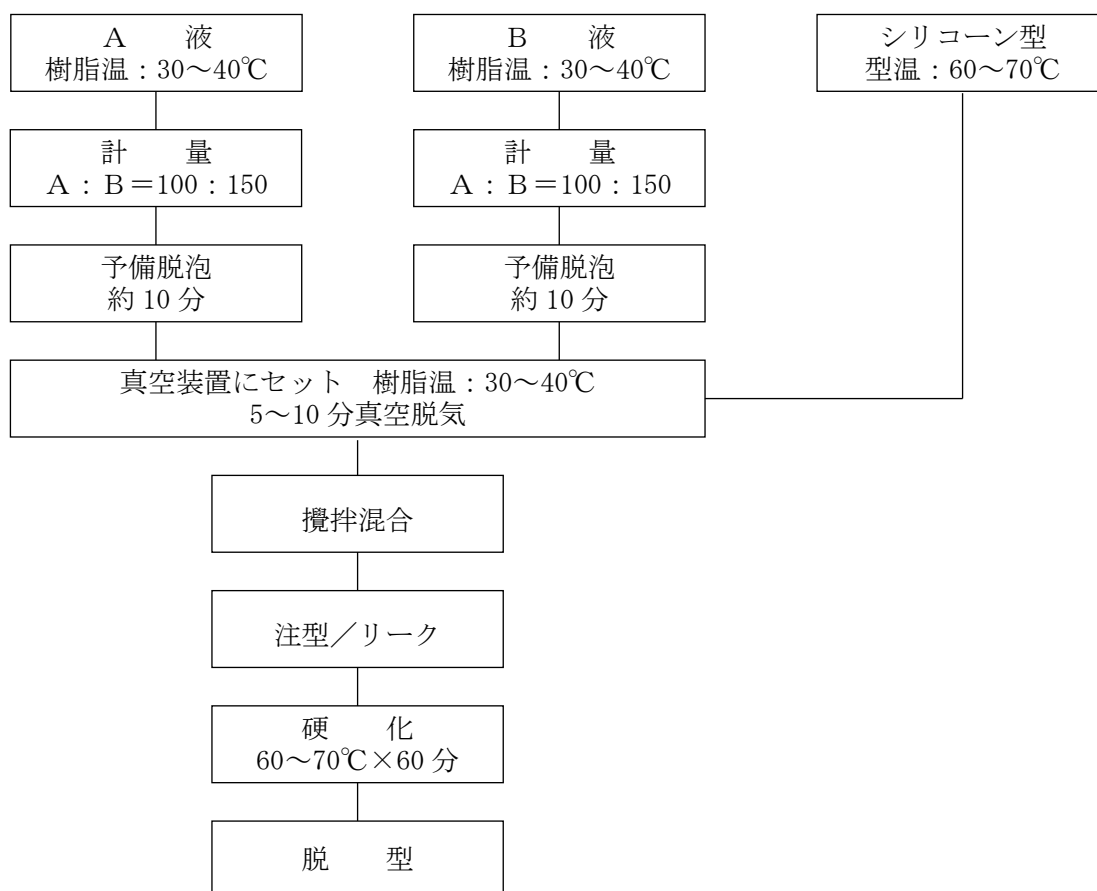 A　　液
樹脂温：30～40℃
B　　液
樹脂温：30～40℃
シリコーン型
型温：60～70℃
計　　量
A：B＝100：150
計　　量
A：B＝100：150
予備脱泡
約10分
予備脱泡
約10分
真空装置にセット　樹脂温：30～40℃
5～10分真空脱気
攪拌混合
注型／リーク
硬　　化
60～70℃×60分
脱　　型